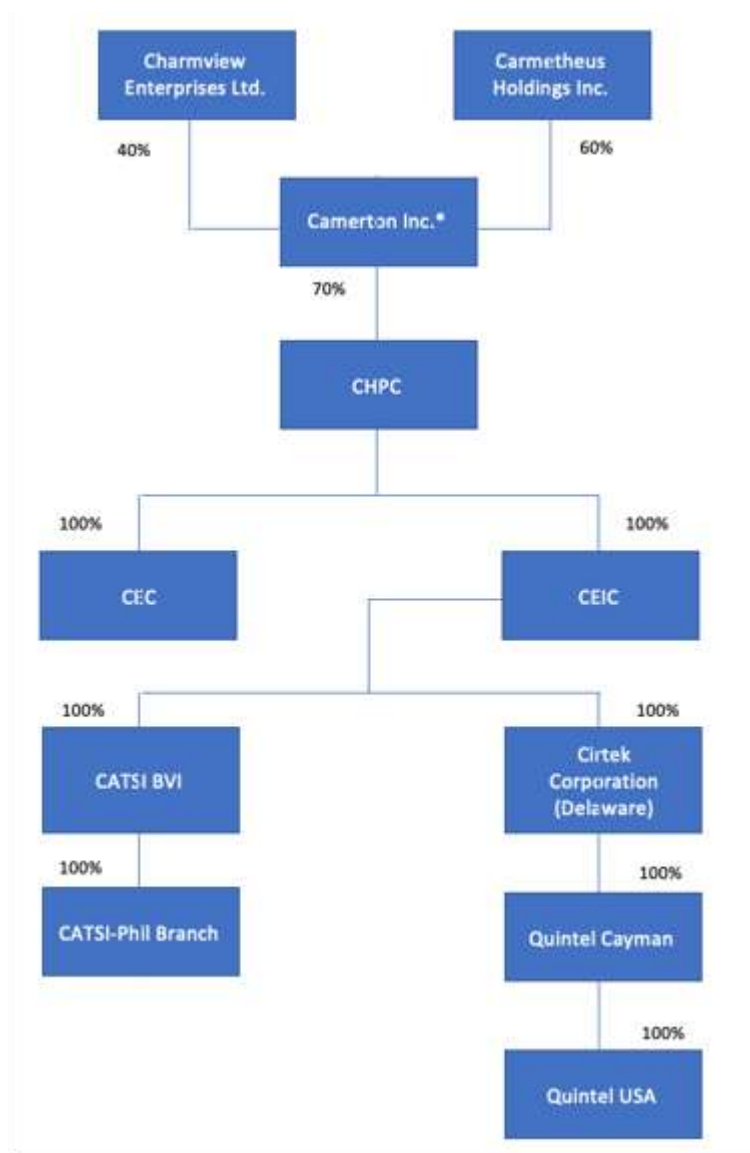 Charmview
Enterprises Ltd.
Carmetheus
Holdings Inc.
40%
60%
Camerton Inc.*
70%
CHPC
100%
100%
CEC
CEIC
100%
100%
CATSI BVI
Cirtek
Corporation
(Delaware)
100%
100%
CATSI-Phil Branch
Quintel Cayman
100%
Quintel USA